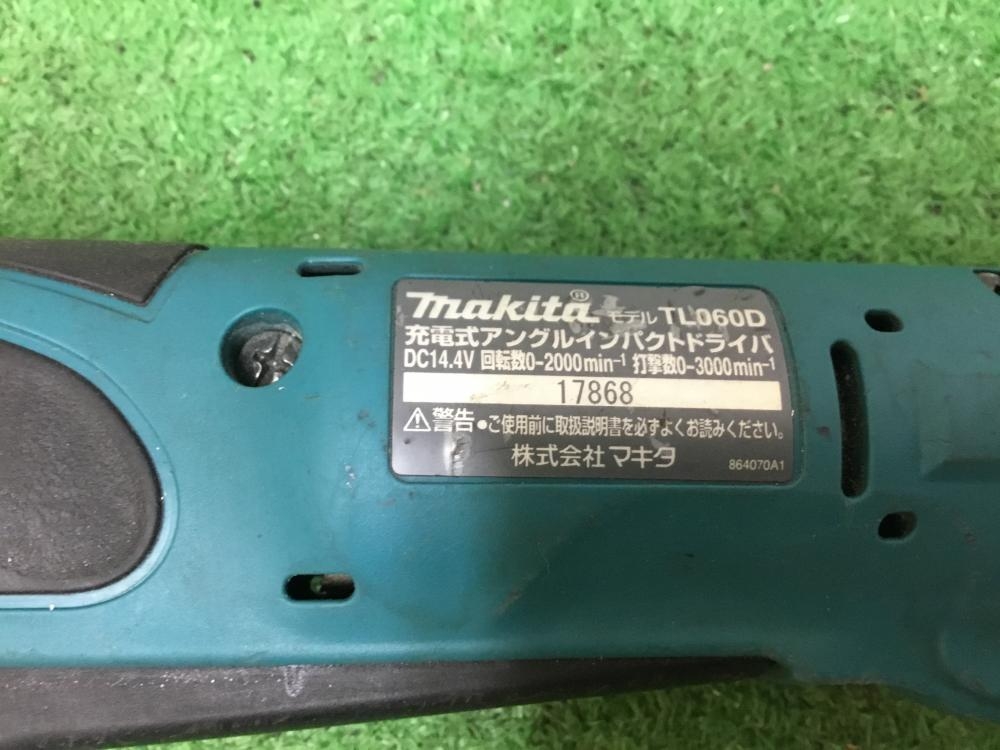 makita® モデル TL060D
充電式アングルインパクトドライバ
DC14.4V 回転数0-2000min⁻¹ 打撃数0-3000min⁻¹
17868
⚠警告 ●ご使用前に取扱説明書を必ずよくお読みください。
株式会社マキタ 864070A1